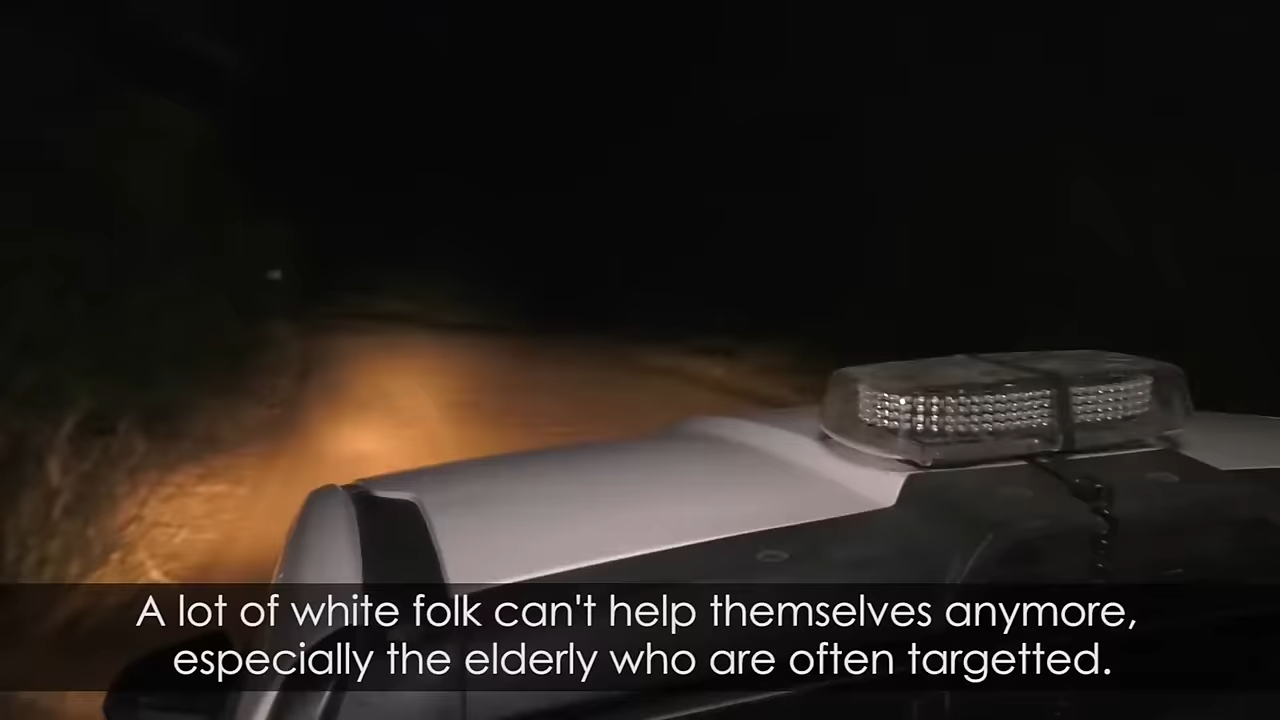 A lot of white folk can't help themselves anymore,
especially the elderly who are often targetted.